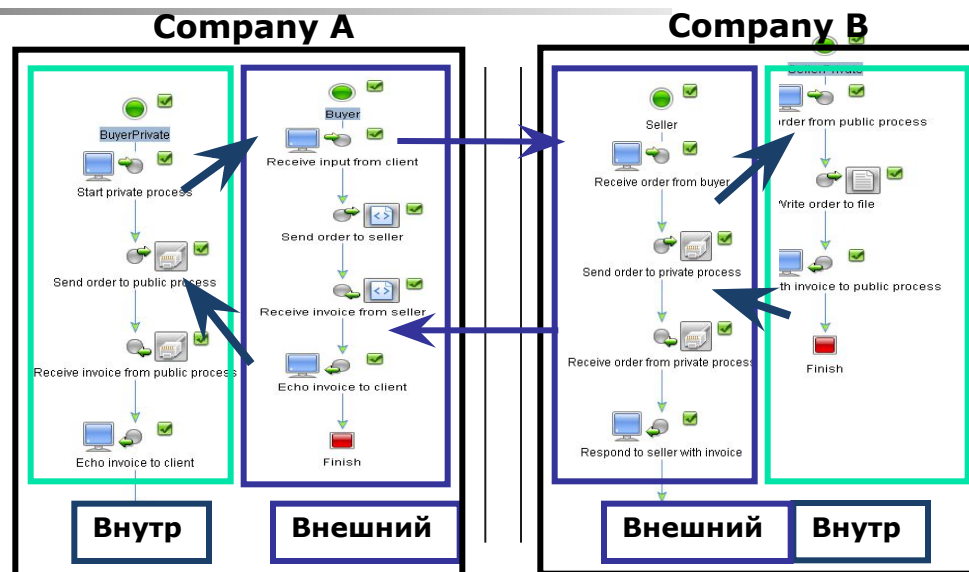 Company A
BuyerPrivate
Start private process
Send order to public process
Receive invoice from public process
Echo invoice to client
Внутр
Buyer
Receive input from client
Send order to seller
Receive invoice from seller
Echo invoice to client
Finish
Внешний
Company B
Seller
Receive order from buyer
Send order to private process
Receive order from private process
Respond to seller with invoice
Внешний
SellerPrivate
order from public process
Write order to file
th invoice to public process
Finish
Внутр